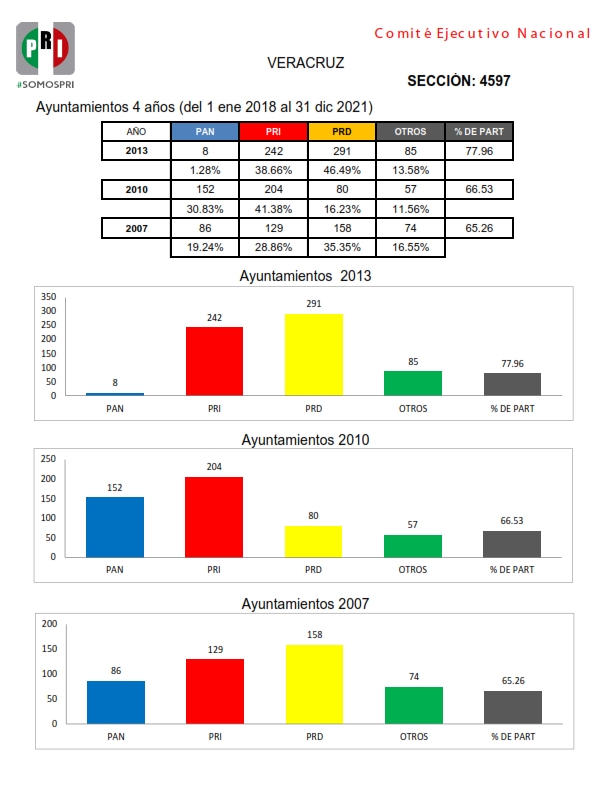 Comité Ejecutivo Nacional
PRI
#SOMOSPRI
VERACRUZ
SECCIÓN: 4597
Ayuntamientos 4 años (del 1 ene 2018 al 31 dic 2021)
AÑO PAN PRI PRD OTROS % DE PART
2013 8 242 291 85 77.96
1.28% 38.66% 46.49% 13.58%
2010 152 204 80 57 66.53
30.83% 41.38% 16.23% 11.56%
2007 86 129 158 74 65.26
19.24% 28.86% 35.35% 16.55%
Ayuntamientos 2013
350
300
250
200
150
100
50
0
8 242 291 85 77.96
PAN PRI PRD OTROS % DE PART
Ayuntamientos 2010
250
200
150
100
50
0
152 204 80 57 66.53
PAN PRI PRD OTROS % DE PART
Ayuntamientos 2007
200
150
100
50
0
86 129 158 74 65.26
PAN PRI PRD OTROS % DE PART